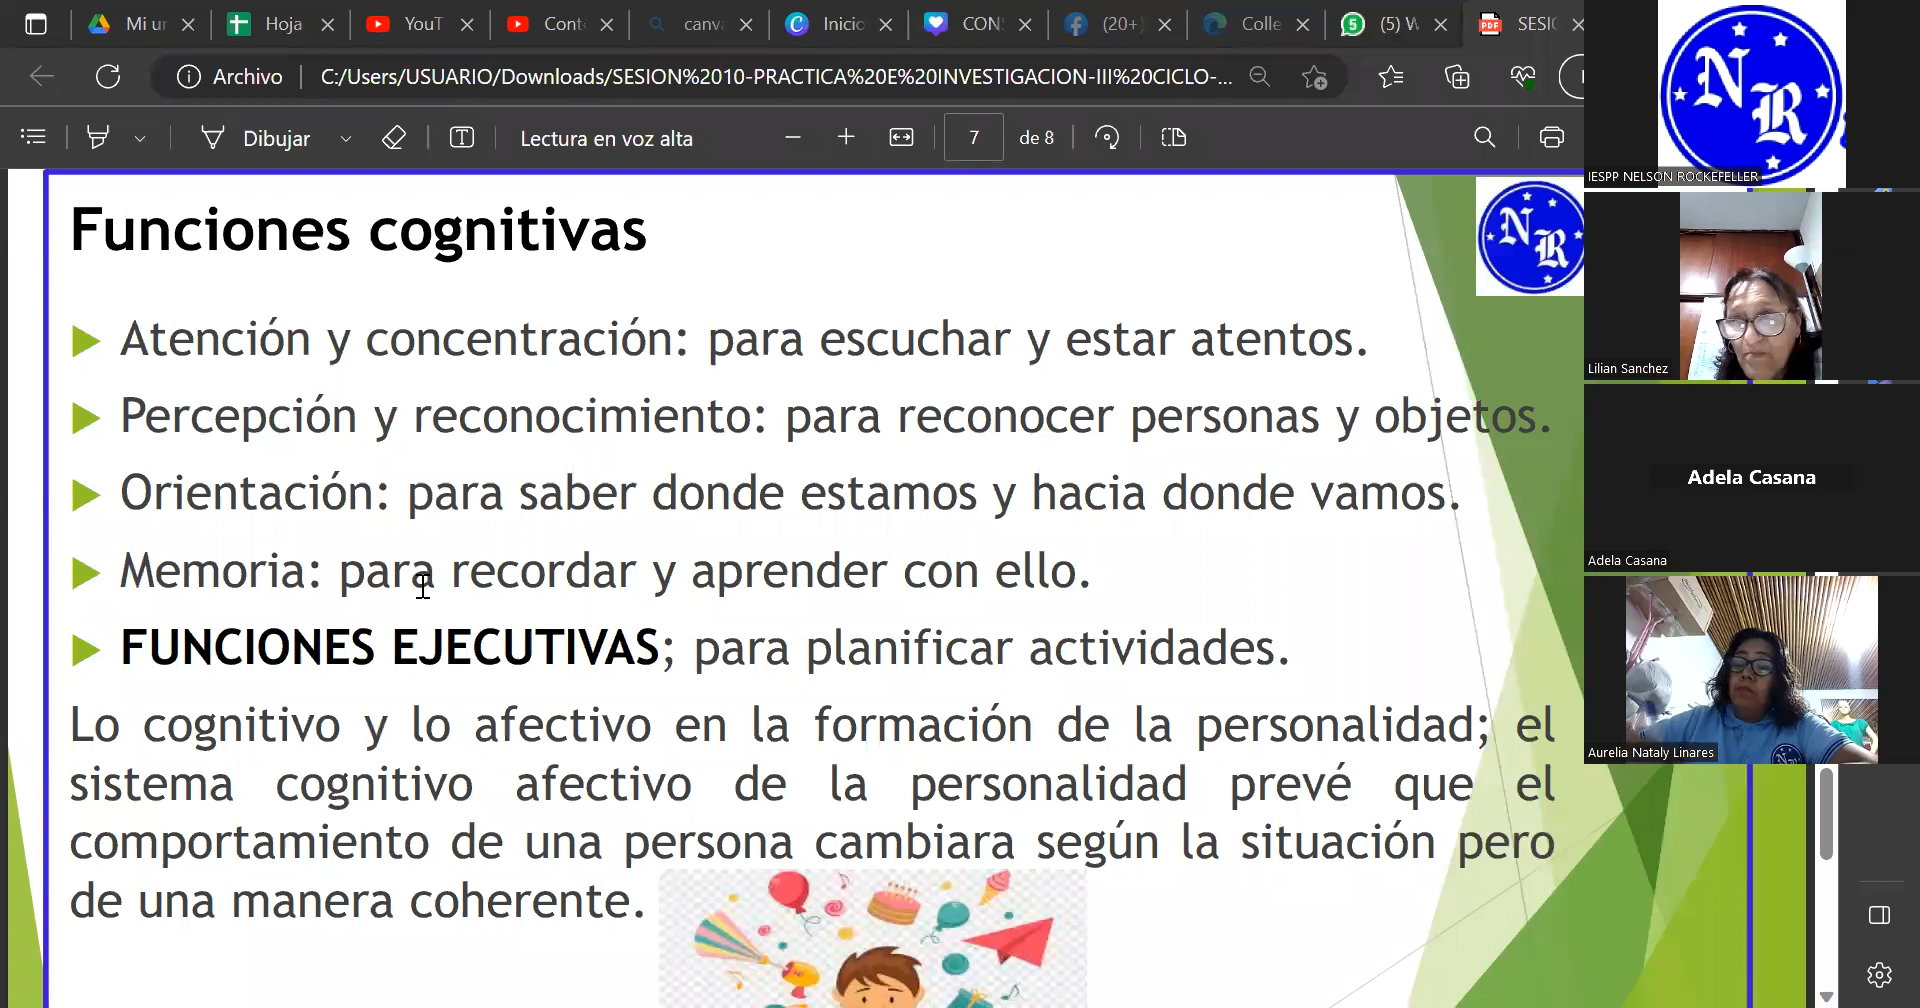 Mi ur
Hoja
YouT
Cont
canv
Inicio
CON
(20+)
Colle
5 (5) W
PDF SESIC
Archivo
C:/Users/USUARIO/Downloads/SESION%2010-PRACTICA%20E%20INVESTIGACION-III%20CICLO-...
Dibujar
Lectura en voz alta
7 de 8
NR
IESPP NELSON ROCKEFELLER
Funciones cognitivas
NR
Atención y concentración: para escuchar y estar atentos.
Lilian Sanchez
Percepción y reconocimiento: para reconocer personas y objetos.
Orientación: para saber donde estamos y hacia donde vamos.
Adela Casana
Adela Casana
Memoria: para recordar y aprender con ello.
FUNCIONES EJECUTIVAS; para planificar actividades.
Lo cognitivo y lo afectivo en la formación de la personalidad; el
sistema cognitivo afectivo de la personalidad prevé que el
comportamiento de una persona cambiara según la situación pero
de una manera coherente.
Aurelia Nataly Linares